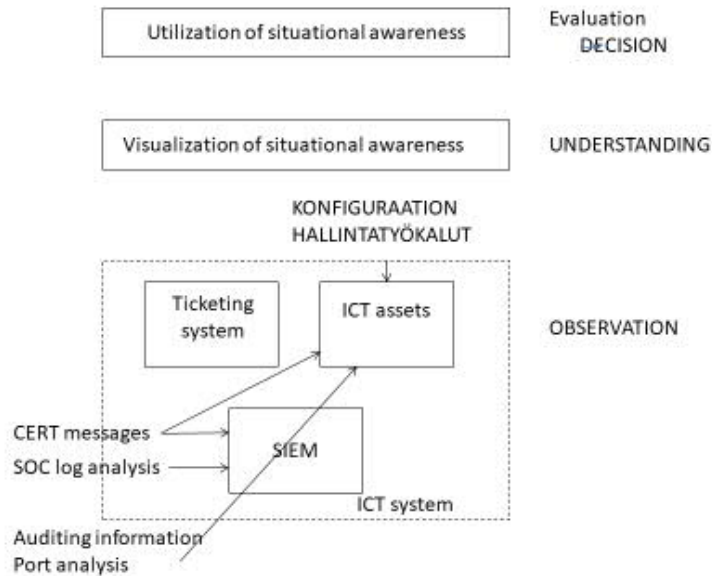 Utilization of situational awareness
Evaluation
DECISION
Visualization of situational awareness
UNDERSTANDING
KONFIGURAATION
HALLINTATYÖKALUT
Ticketing
system
ICT assets
OBSERVATION
CERT messages
SIEM
SOC log analysis
ICT system
Auditing information
Port analysis